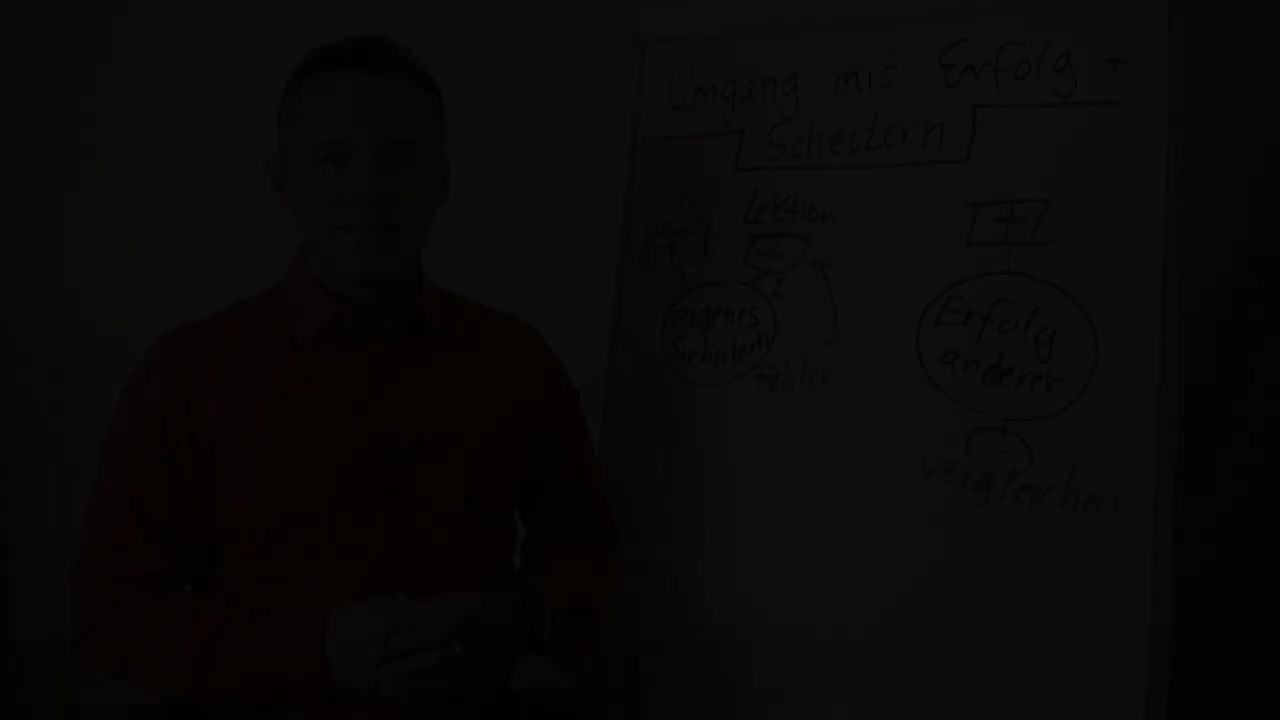 Umgang mit Erfolg +
Scheitern
Lektion
+
+
+
eigenes
Scheitern
Fehler
Erfolg
anderer
-
vergleichen